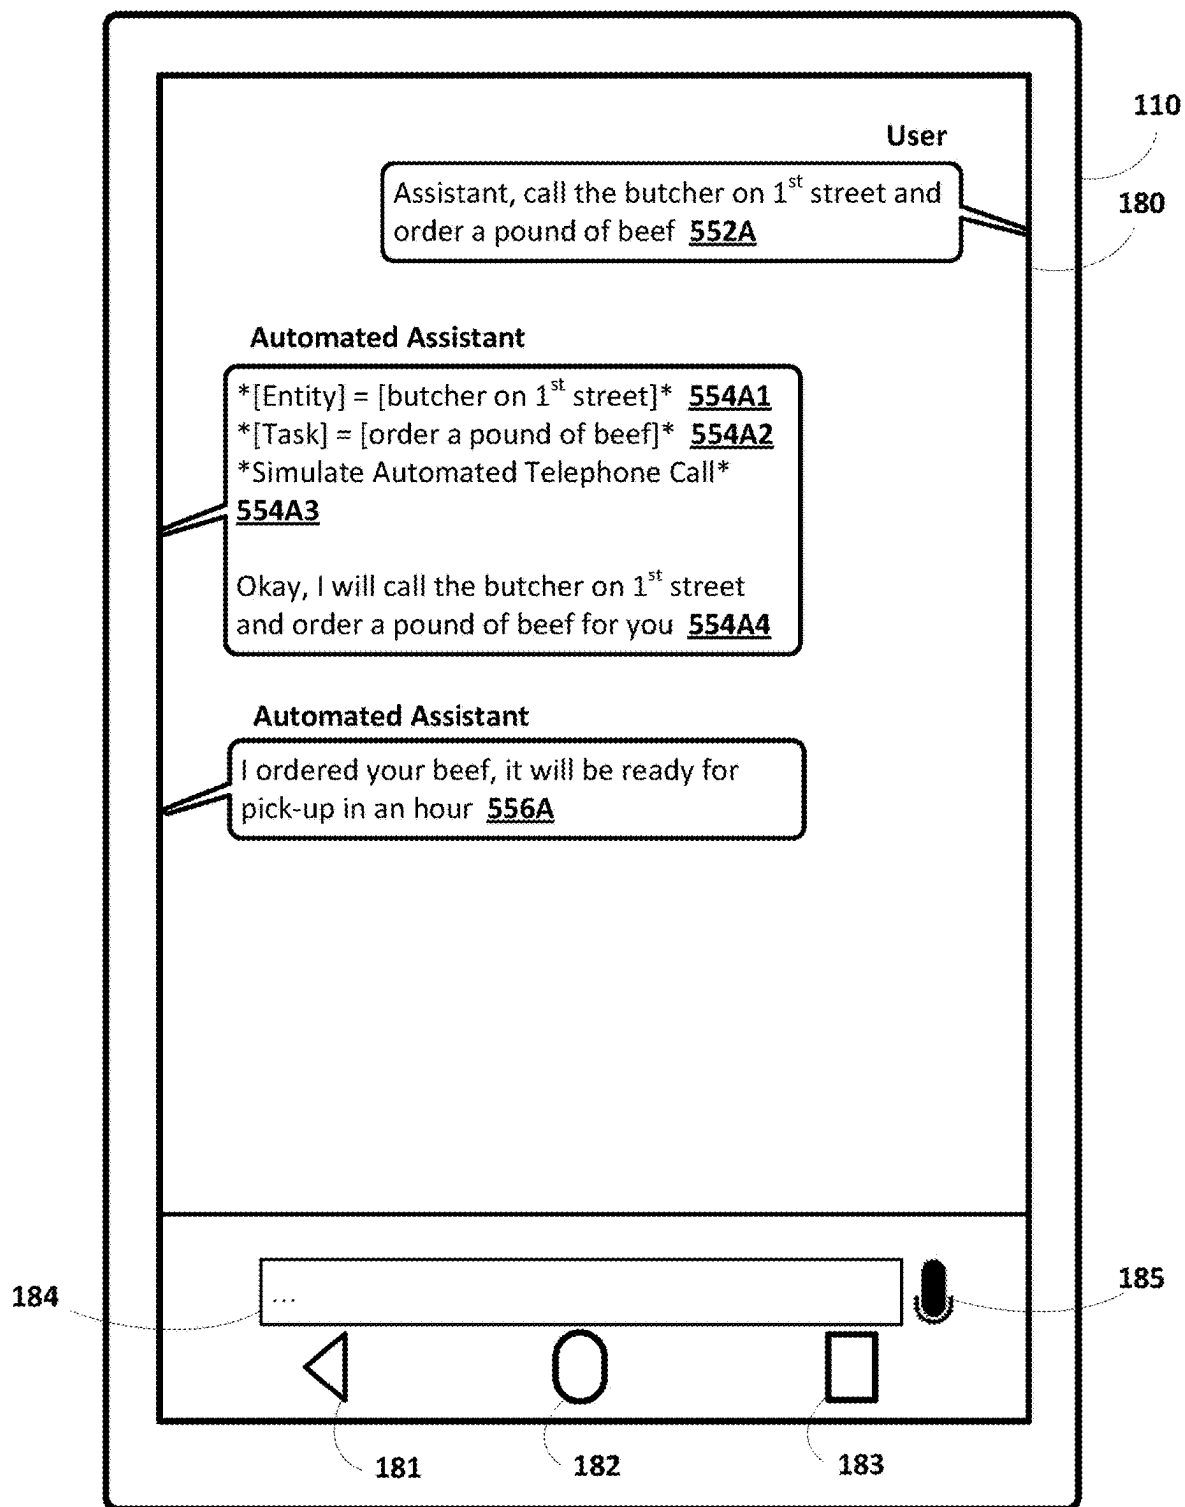 110
User
Assistant, call the butcher on 1st street and
180
order a pound of beef 552A
Automated Assistant
*[Entity] = [butcher on 1st street]* 554A1
*[Task] = [order a pound of beef]* 554A2
*Simulate Automated Telephone Call*
554A3
Okay, I will call the butcher on 1st street
and order a pound of beef for you 554A4
Automated Assistant
I ordered your beef, it will be ready for
pick-up in an hour 556A
184
...
185
181
182
183